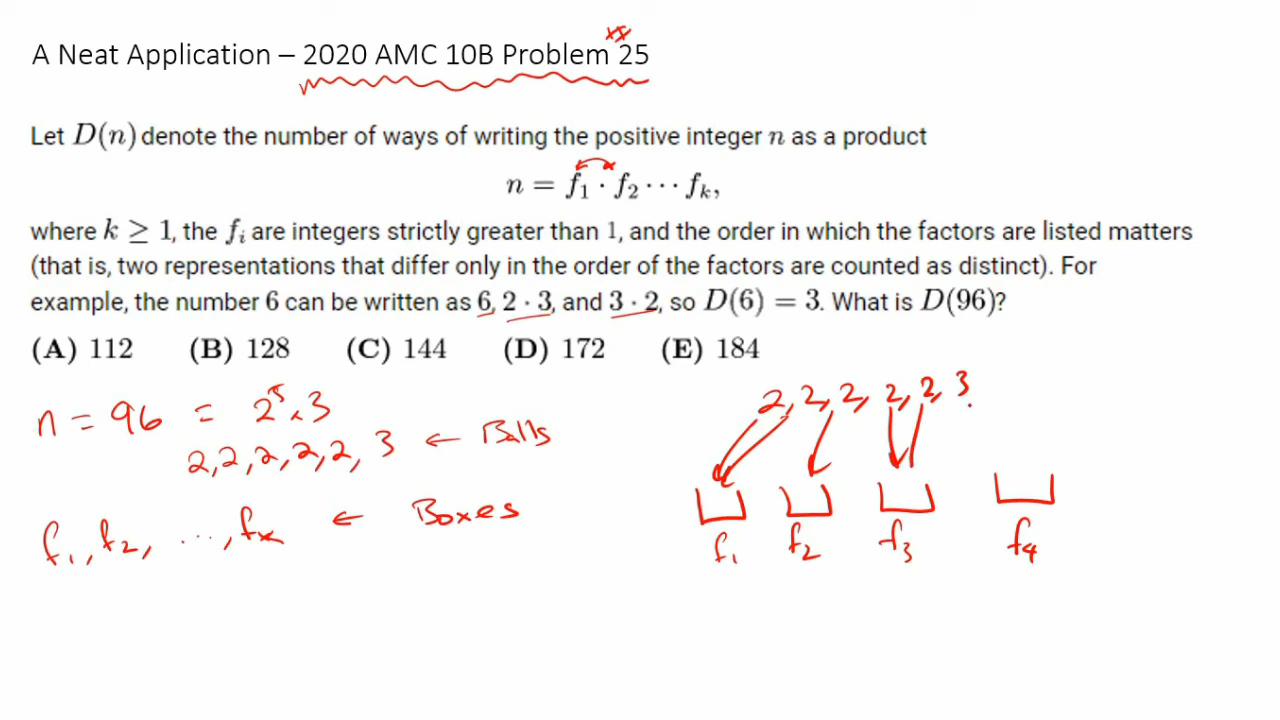 A Neat Application – 2020 AMC 10B Problem 25
Let D(n) denote the number of ways of writing the positive integer n as a product
n = f₁ · f₂ ··· fₖ,
where k ≥ 1, the fᵢ are integers strictly greater than 1, and the order in which the factors are listed matters
(that is, two representations that differ only in the order of the factors are counted as distinct). For
example, the number 6 can be written as 6, 2 · 3, and 3 · 2, so D(6) = 3. What is D(96)?
(A) 112 (B) 128 (C) 144 (D) 172 (E) 184
n = 96 = 2⁵ × 3
2,2,2,2,2, 3 ← Balls
f₁, f₂, ..., fₖ ← Boxes
2, 2, 2, 2, 2, 3
f₁ f₂ f₃ f₄